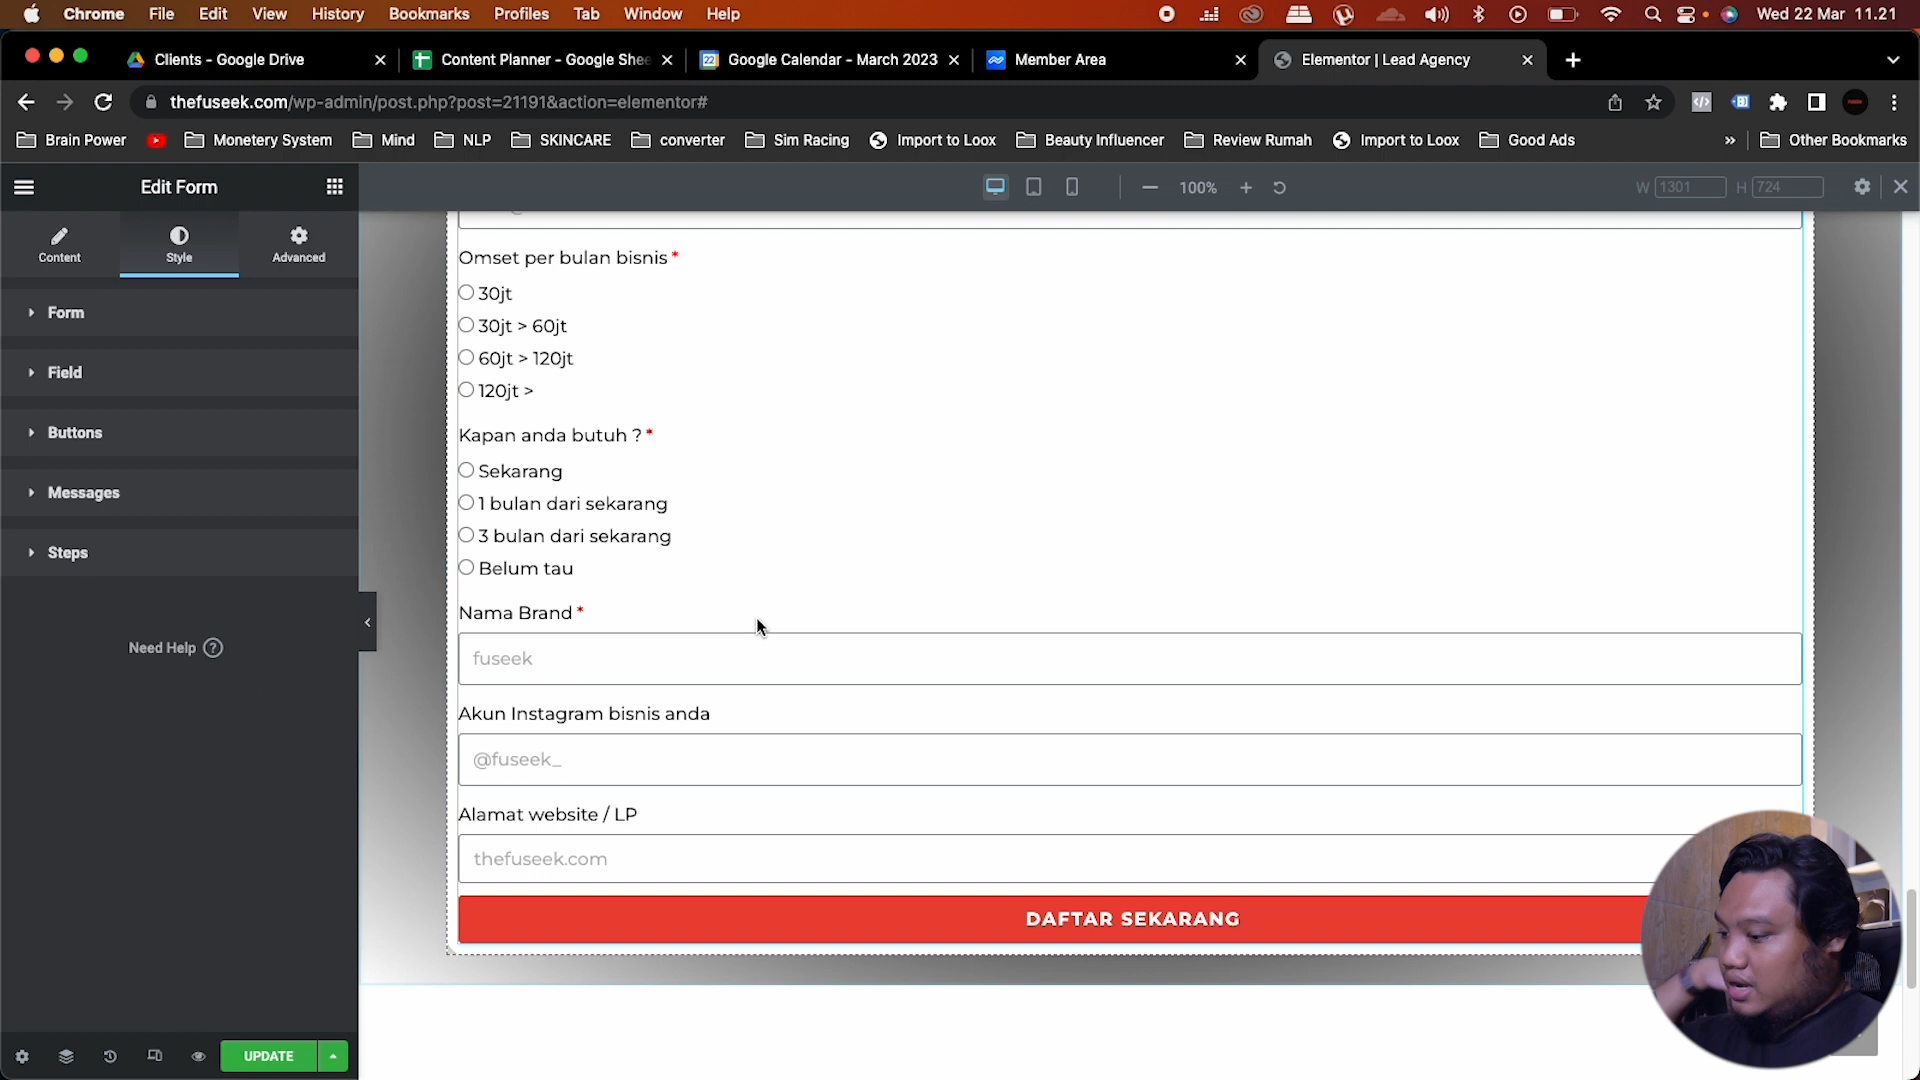 Chrome File Edit View History Bookmarks Profiles Tab Window Help Wed 22 Mar 11.21
Clients - Google Drive Content Planner - Google Shee Google Calendar - March 2023 Member Area Elementor | Lead Agency
thefuseek.com/wp-admin/post.php?post=21191&action=elementor#
Brain Power Monetery System Mind NLP SKINCARE converter Sim Racing Import to Loox Beauty Influencer Review Rumah Import to Loox Good Ads » Other Bookmarks
Edit Form 100% W 1301 H 724
Content Style Advanced
Form
Field
Buttons
Messages
Steps
Need Help ?
UPDATE
Omset per bulan bisnis *
30jt
30jt > 60jt
60jt > 120jt
120jt >
Kapan anda butuh ? *
Sekarang
1 bulan dari sekarang
3 bulan dari sekarang
Belum tau
Nama Brand *
fuseek
Akun Instagram bisnis anda
@fuseek_
Alamat website / LP
thefuseek.com
DAFTAR SEKARANG